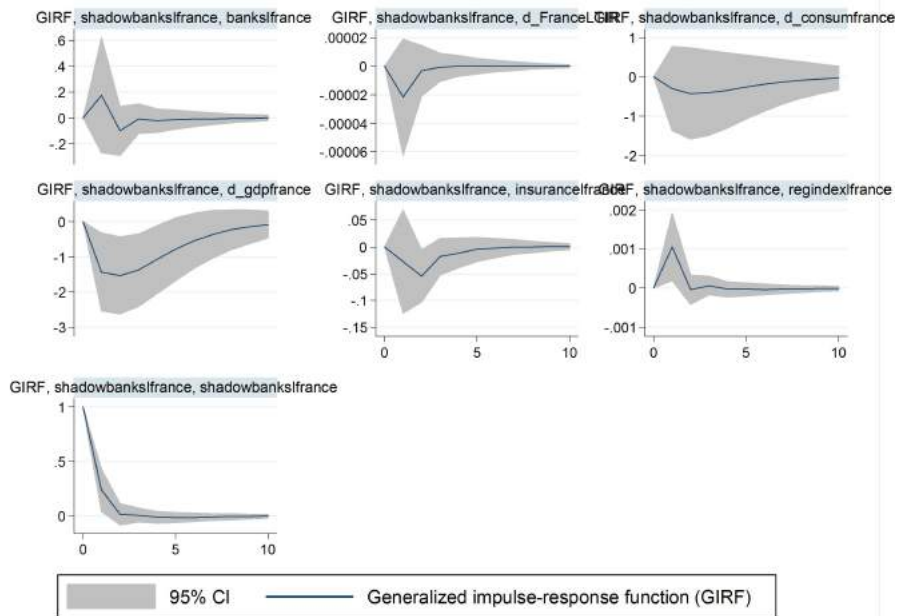 GIRF, shadowbankslfrance, bankslfrance
.6
.4
.2
0
-.2
GIRF, shadowbankslfrance, d_FranceLTIR
.00002
0
-.00002
-.00004
-.00006
GIRF, shadowbankslfrance, d_consumfrance
1
0
-1
-2
GIRF, shadowbankslfrance, d_gdpfrance
0
-1
-2
-3
GIRF, shadowbankslfrance, insurancelfrance
.05
0
-.05
-.1
-.15
0 5 10
GIRF, shadowbankslfrance, regindexlfrance
.002
.001
0
-.001
0 5 10
GIRF, shadowbankslfrance, shadowbankslfrance
1
.5
0
0 5 10
95% CI
Generalized impulse-response function (GIRF)